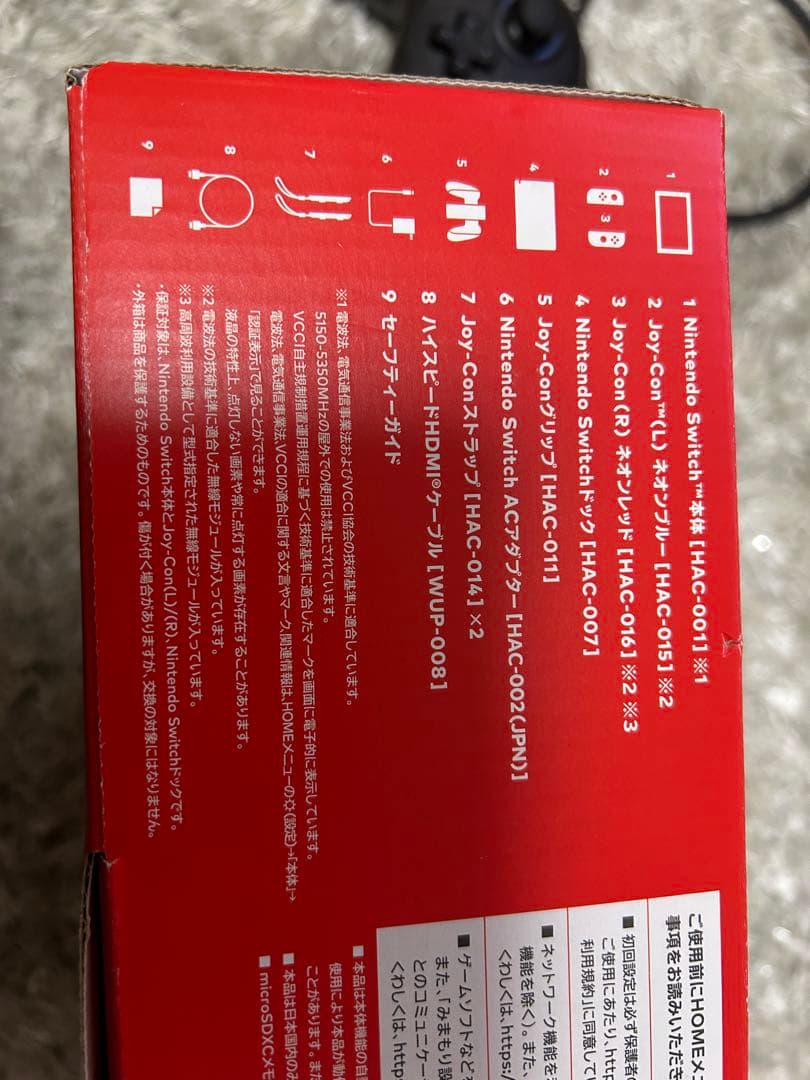 1
2
3
4
5
6
7
8
9
1 Nintendo Switch™本体 [HAC-001] ※1
2 Joy-Con™(L) ネオンブルー [HAC-015] ※2
3 Joy-Con(R) ネオンレッド [HAC-016] ※2 ※3
4 Nintendo Switchドック [HAC-007]
5 Joy-Conグリップ [HAC-011]
6 Nintendo Switch ACアダプター [HAC-002(JPN)]
7 Joy-Conストラップ [HAC-014] ×2
8 ハイスピードHDMI®ケーブル [WUP-008]
9 セーフティーガイド
※1 電波法、電気通信事業法およびVCCI協会の技術基準に適合しています。
5150-5350MHzの屋外での使用は禁止されています。
VCCI自主規制措置運用規程に基づく技術基準に適合したマークを画面に電子的に表示しています。
電波法、電気通信事業法、VCCIの適合に関する文言やマーク、関連情報は、HOMEメニューの(設定)→「本体」→
「認証表示」で見ることができます。
液晶の特性上、点灯しない画素や常に点灯する画素が存在することがあります。
※2 電波法の技術基準に適合した無線モジュールが入っています。
※3 高周波利用設備として型式指定された無線モジュールが入っています。
・保証対象は、Nintendo Switch本体とJoy-Con(L)/(R)、Nintendo Switchドックです。
・外箱は商品を保護するためのものです。傷が付く場合がありますが、交換の対象にはなりません。
ご使用前にHOMEメニ
事項をお読みいただき
■ 初回設定は必ず保護者
ご使用にあたり、http
利用規約」に同意して
■ ネットワーク機能を
機能を除く)。また、
くわしくは、https:/
■ ゲームソフトなどを
また、「みまもり設
とのコミュニケー
くわしくは、http
■ 本品は本体機能の自
使用により本品が動
ことがあります。また
■ 本品は日本国内のみ
■ microSDXCメモ